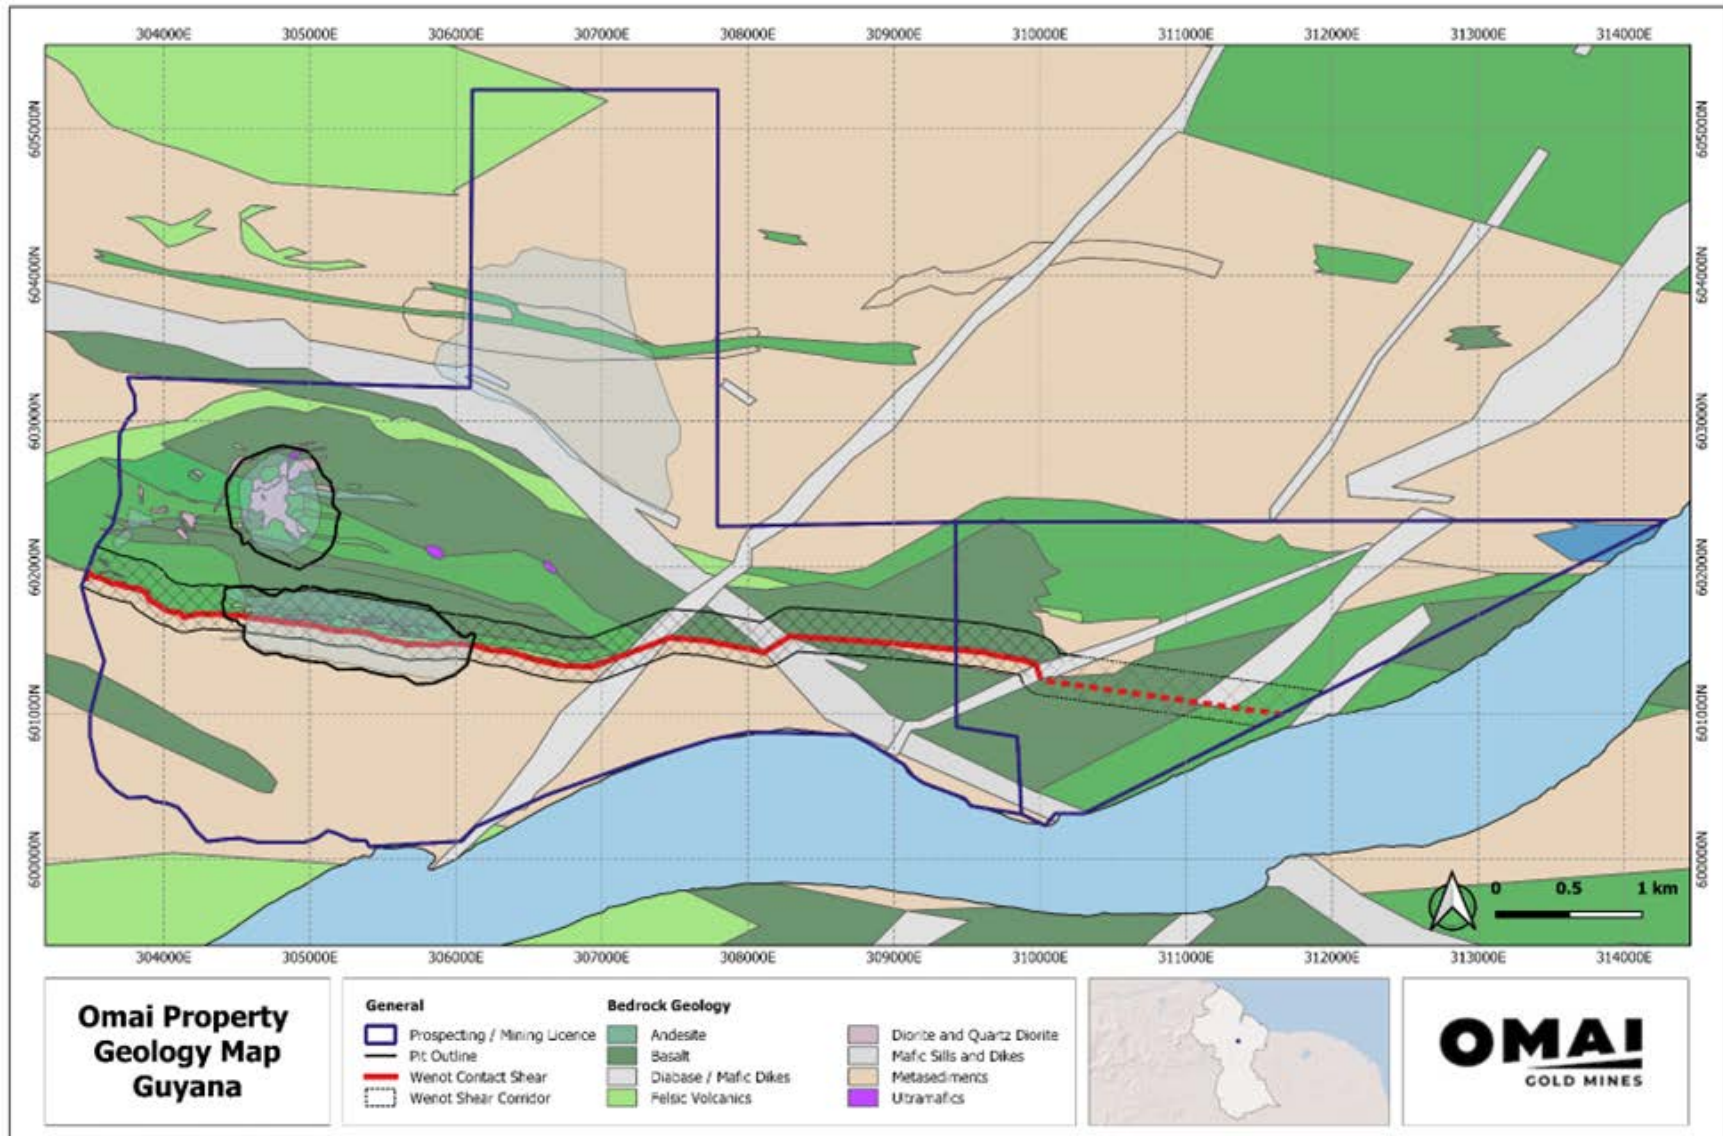 304000E 305000E 306000E 307000E 308000E 309000E 310000E 311000E 312000E 313000E 314000E
605000N
604000N
603000N
602000N
601000N
600000N
605000N
604000N
603000N
602000N
601000N
600000N
0 0.5 1 km
304000E 305000E 306000E 307000E 308000E 309000E 310000E 311000E 312000E 313000E 314000E
Omai Property
Geology Map
Guyana
General
Prospecting / Mining Licence
Pit Outline
Wenot Contact Shear
Wenot Shear Corridor
Bedrock Geology
Andesite
Basalt
Diabase / Mafic Dikes
Felsic Volcanics
Diorite and Quartz Diorite
Mafic Sills and Dikes
Metasediments
Ultramafics
OMAI
GOLD MINES